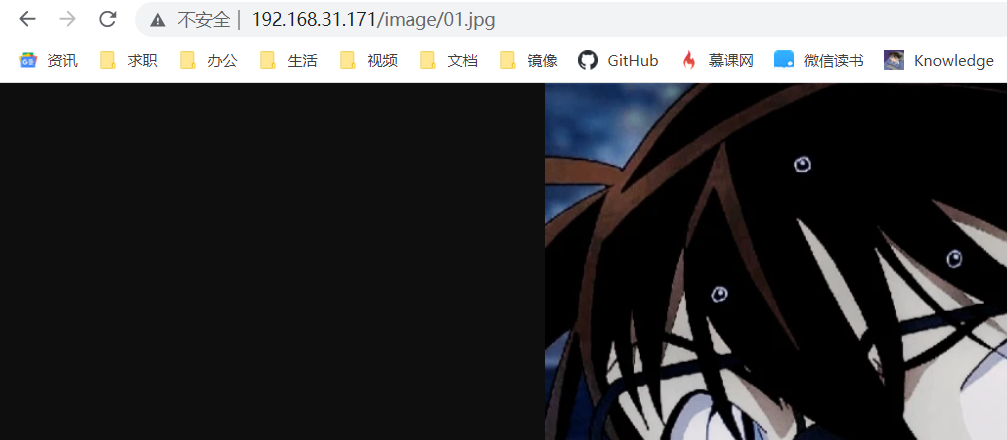 不安全 | 192.168.31.171/image/01.jpg
资讯 求职 办公 生活 视频 文档 镜像 GitHub 慕课网 微信读书 Knowledge